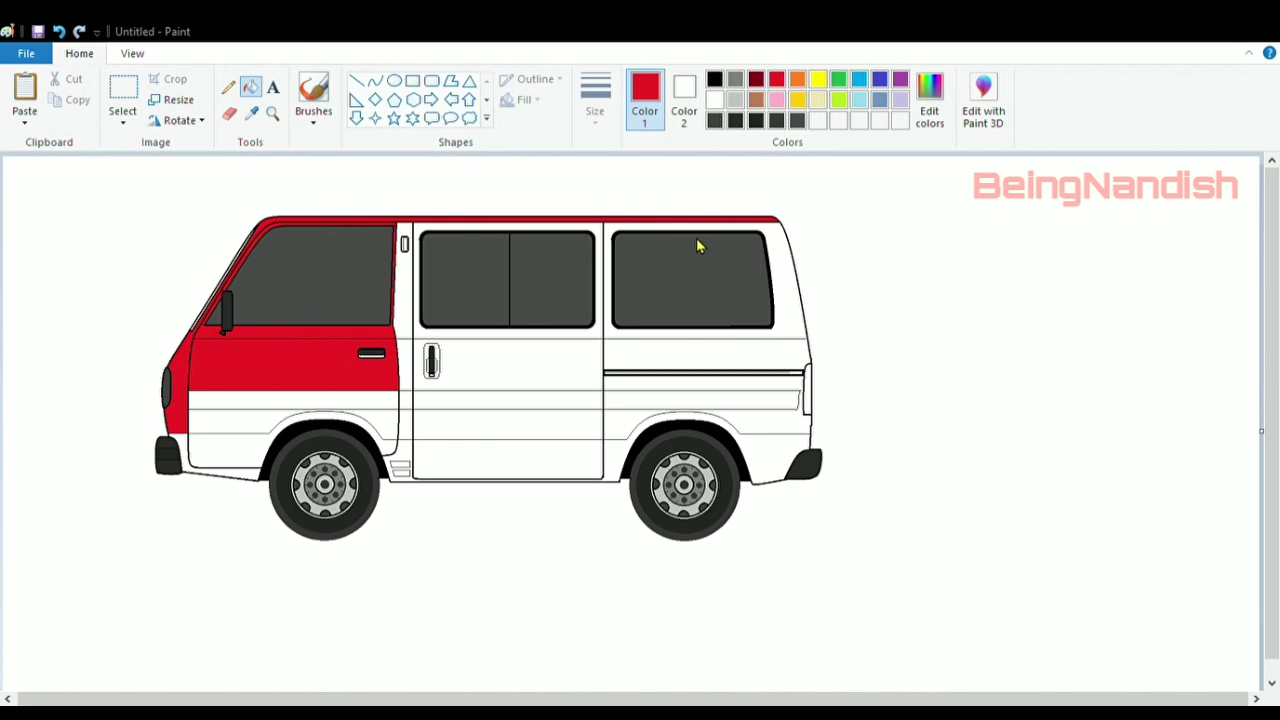 Untitled - Paint
File Home View
Paste
Cut
Copy
Clipboard
Select
Crop
Resize
Rotate
Image
A
Tools
Brushes
Outline
Fill
Shapes
Size
Color 1
Color 2
Edit colors
Colors
Edit with Paint 3D
?
BeingNandish